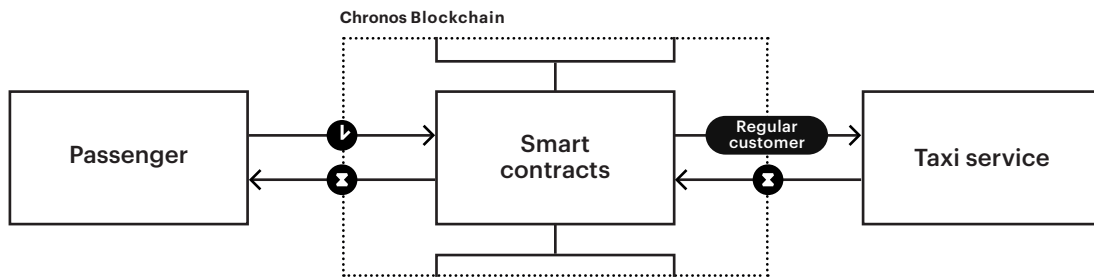 Chronos Blockchain
Passenger
Smart
contracts
Regular
customer
Taxi service